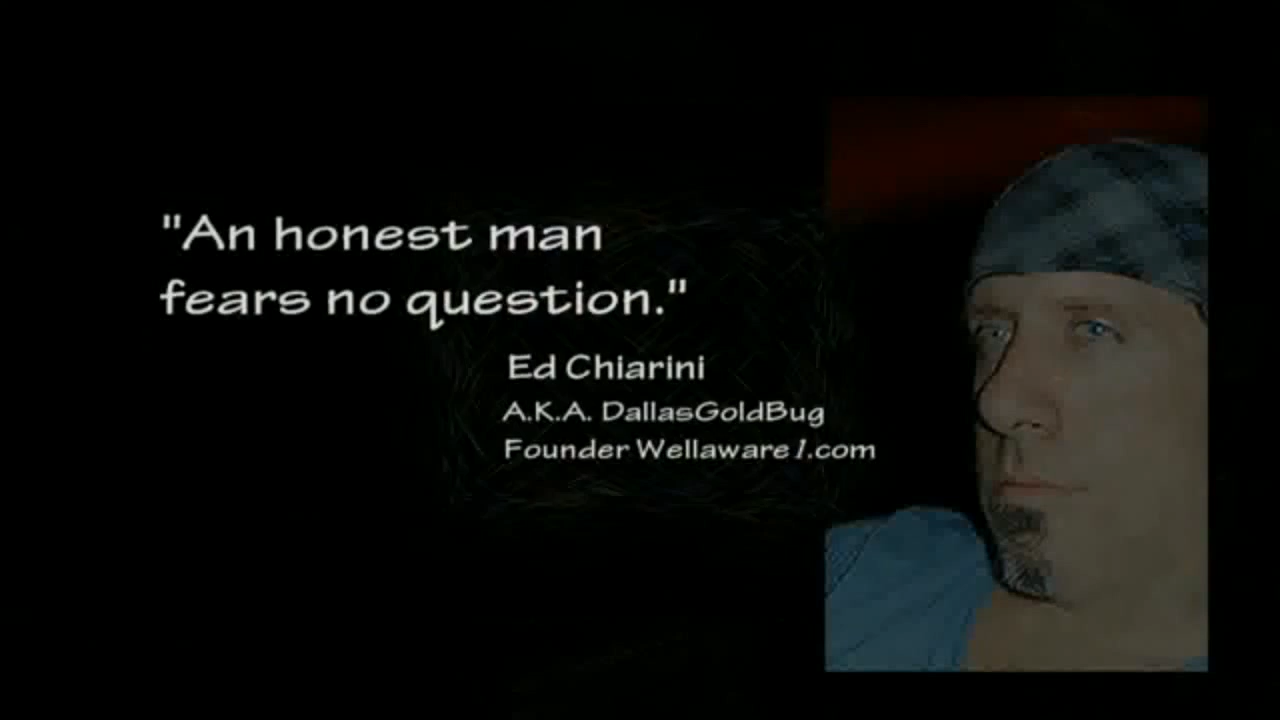 "An honest man
fears no question."
Ed Chiarini
A.K.A. DallasGoldBug
Founder Wellaware1.com